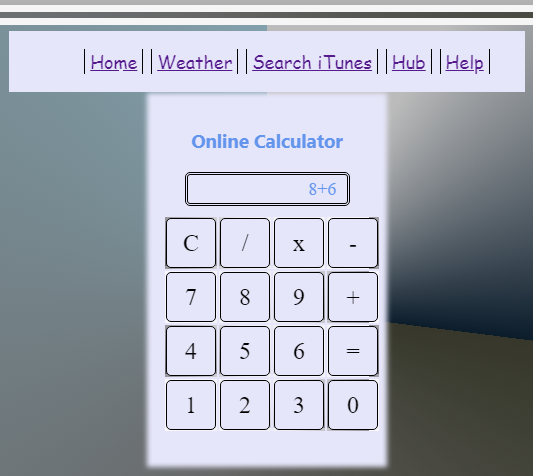 Home Weather Search iTunes Hub Help
Online Calculator
8+6
C / x -
7 8 9 +
4 5 6 =
1 2 3 0